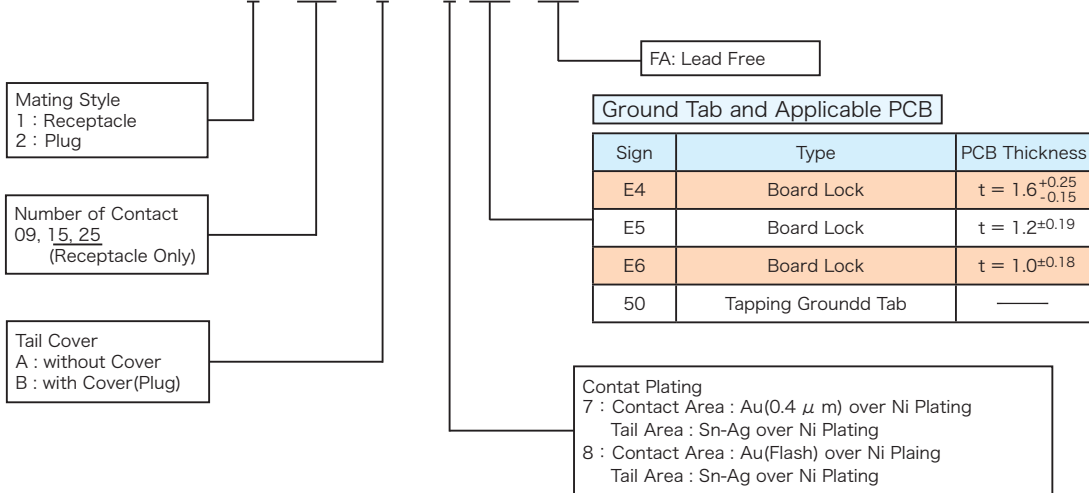 FA: Lead Free
Mating Style
1 : Receptacle
2 : Plug
Number of Contact
09, 15, 25
(Receptacle Only)
Tail Cover
A : without Cover
B : with Cover(Plug)
Ground Tab and Applicable PCB
Sign Type PCB Thickness
E4 Board Lock t = 1.6 +0.25 -0.15
E5 Board Lock t = 1.2±0.19
E6 Board Lock t = 1.0±0.18
50 Tapping Groundd Tab ——
Contat Plating
7 : Contact Area : Au(0.4 μ m) over Ni Plating
Tail Area : Sn-Ag over Ni Plating
8 : Contact Area : Au(Flash) over Ni Plaing
Tail Area : Sn-Ag over Ni Plating